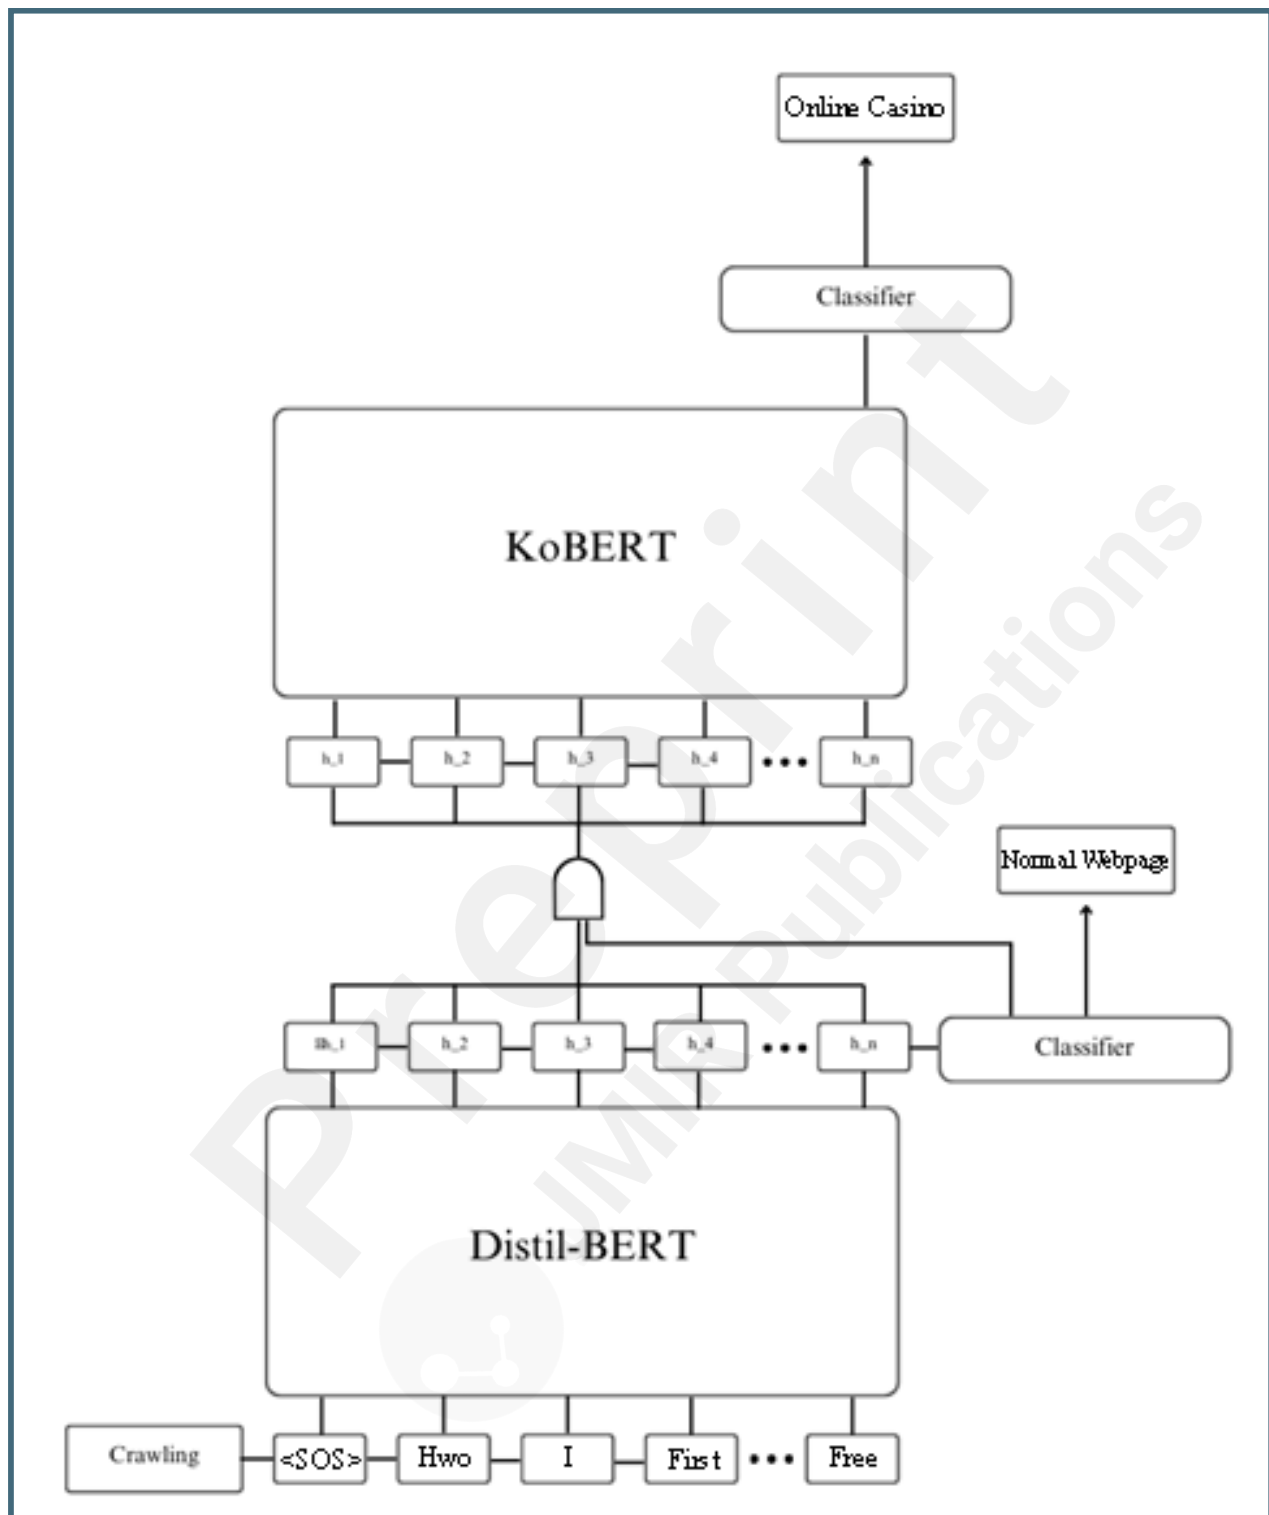 Online Casino
Classifier
KoBERT
h_1 h_2 h_3 h_4 ••• h_n
Normal Webpage
h_2 h_3 h_4 ••• h_n Classifier
Distil-BERT
Crawling <SOS> Hwo I First ••• Free
Preprint
JMIR Publications